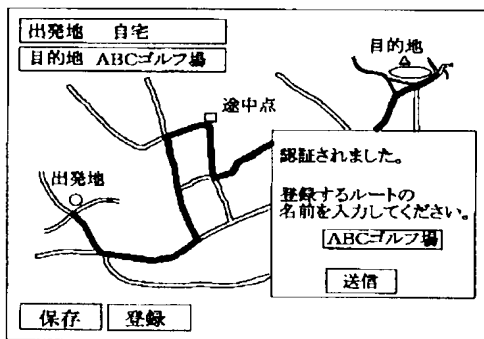 出発地 自宅
目的地 ABCゴルフ場
目的地
途中点
出発地
認証されました。
登録するルートの
名前を入力してください。
ABCゴルフ場
送信
保存
登録